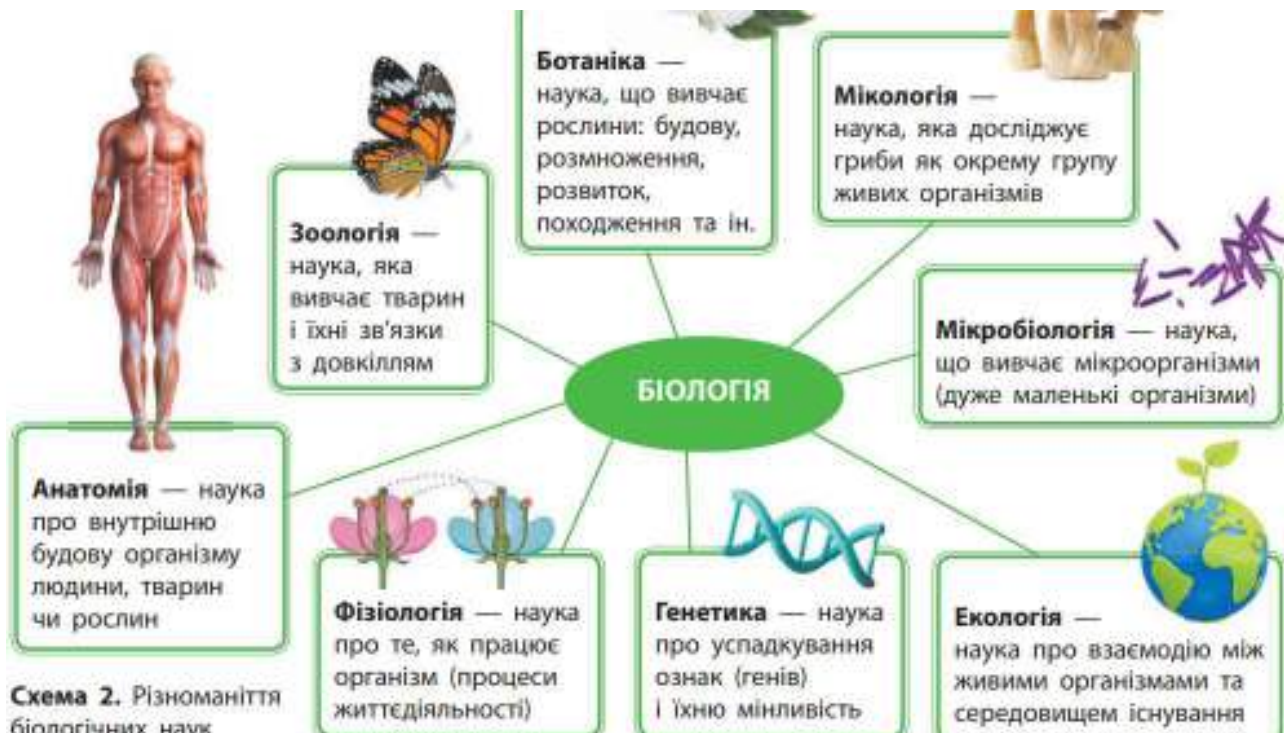 Ботаніка —
наука, що вивчає
рослини: будову,
розмноження,
розвиток,
походження та ін.
Мікологія —
наука, яка досліджує
гриби як окрему групу
живих організмів
Зоологія —
наука, яка
вивчає тварин
і їхні зв'язки
з довкіллям
Мікробіологія — наука,
що вивчає мікроорганізми
(дуже маленькі організми)
БІОЛОГІЯ
Анатомія — наука
про внутрішню
будову організму
людини, тварин
чи рослин
Фізіологія — наука
про те, як працює
організм (процеси
життєдіяльності)
Генетика — наука
про успадкування
ознак (генів)
і їхню мінливість
Екологія —
наука про взаємодію між
живими організмами та
середовищем існування
Схема 2. Різноманіття
біологічних наук